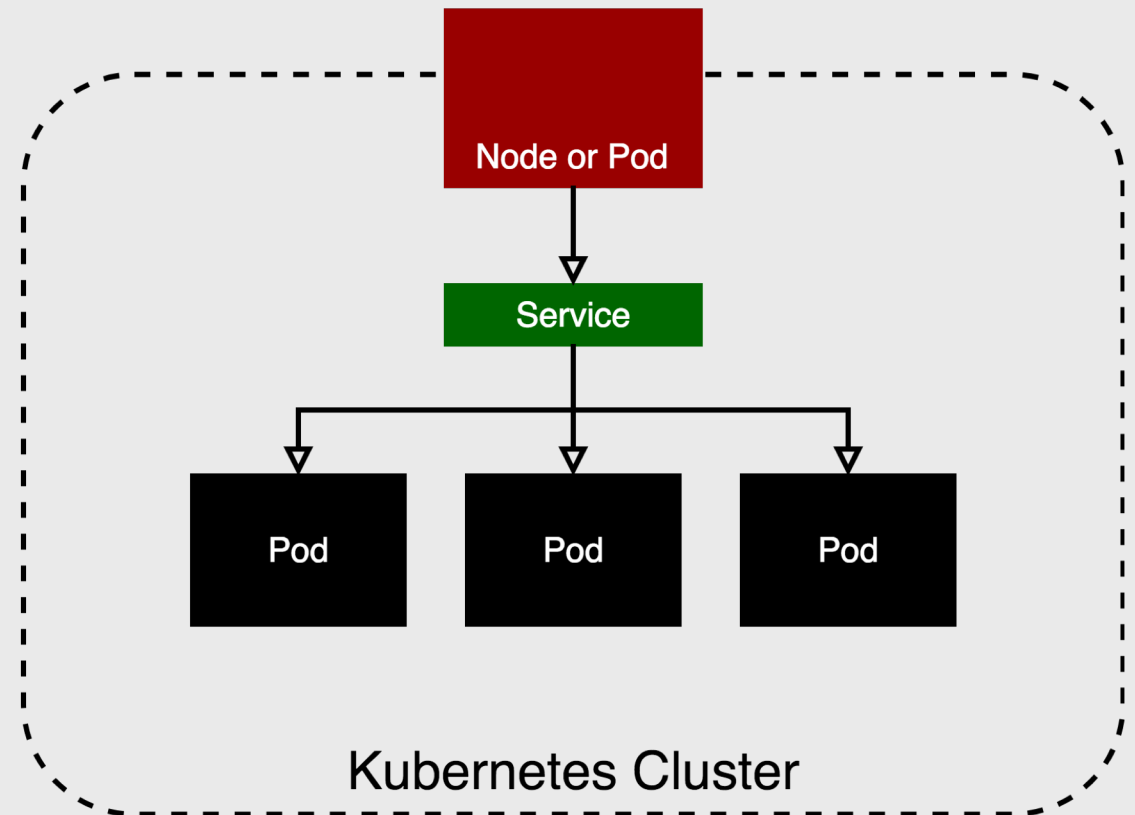 Node or Pod
Service
Pod
Pod
Pod
Kubernetes Cluster